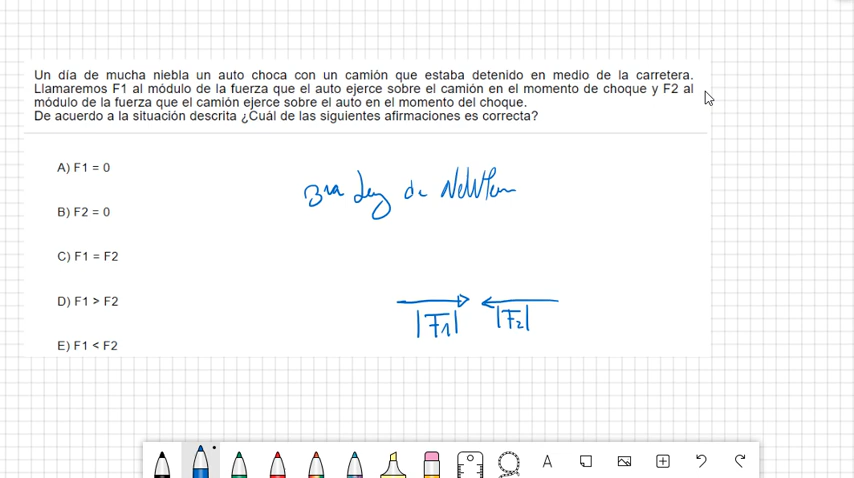 Un día de mucha niebla un auto choca con un camión que estaba detenido en medio de la carretera.
Llamaremos F1 al módulo de la fuerza que el auto ejerce sobre el camión en el momento de choque y F2 al
módulo de la fuerza que el camión ejerce sobre el auto en el momento del choque.
De acuerdo a la situación descrita ¿Cuál de las siguientes afirmaciones es correcta?
A) F1 = 0
3ra Ley de Newton
B) F2 = 0
C) F1 = F2
D) F1 > F2
|F1| |F2|
E) F1 < F2
A